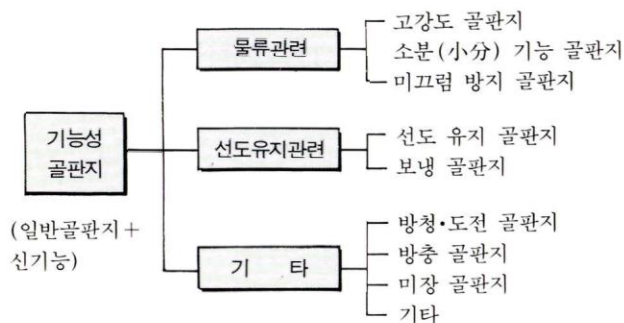 기능성
골판지
(일반골판지+
신기능)
물류관련
고강도 골판지
소분(小分) 기능 골판지
미끄럼 방지 골판지
선도유지관련
선도 유지 골판지
보냉 골판지
기 타
방청·도전 골판지
방충 골판지
미장 골판지
기타